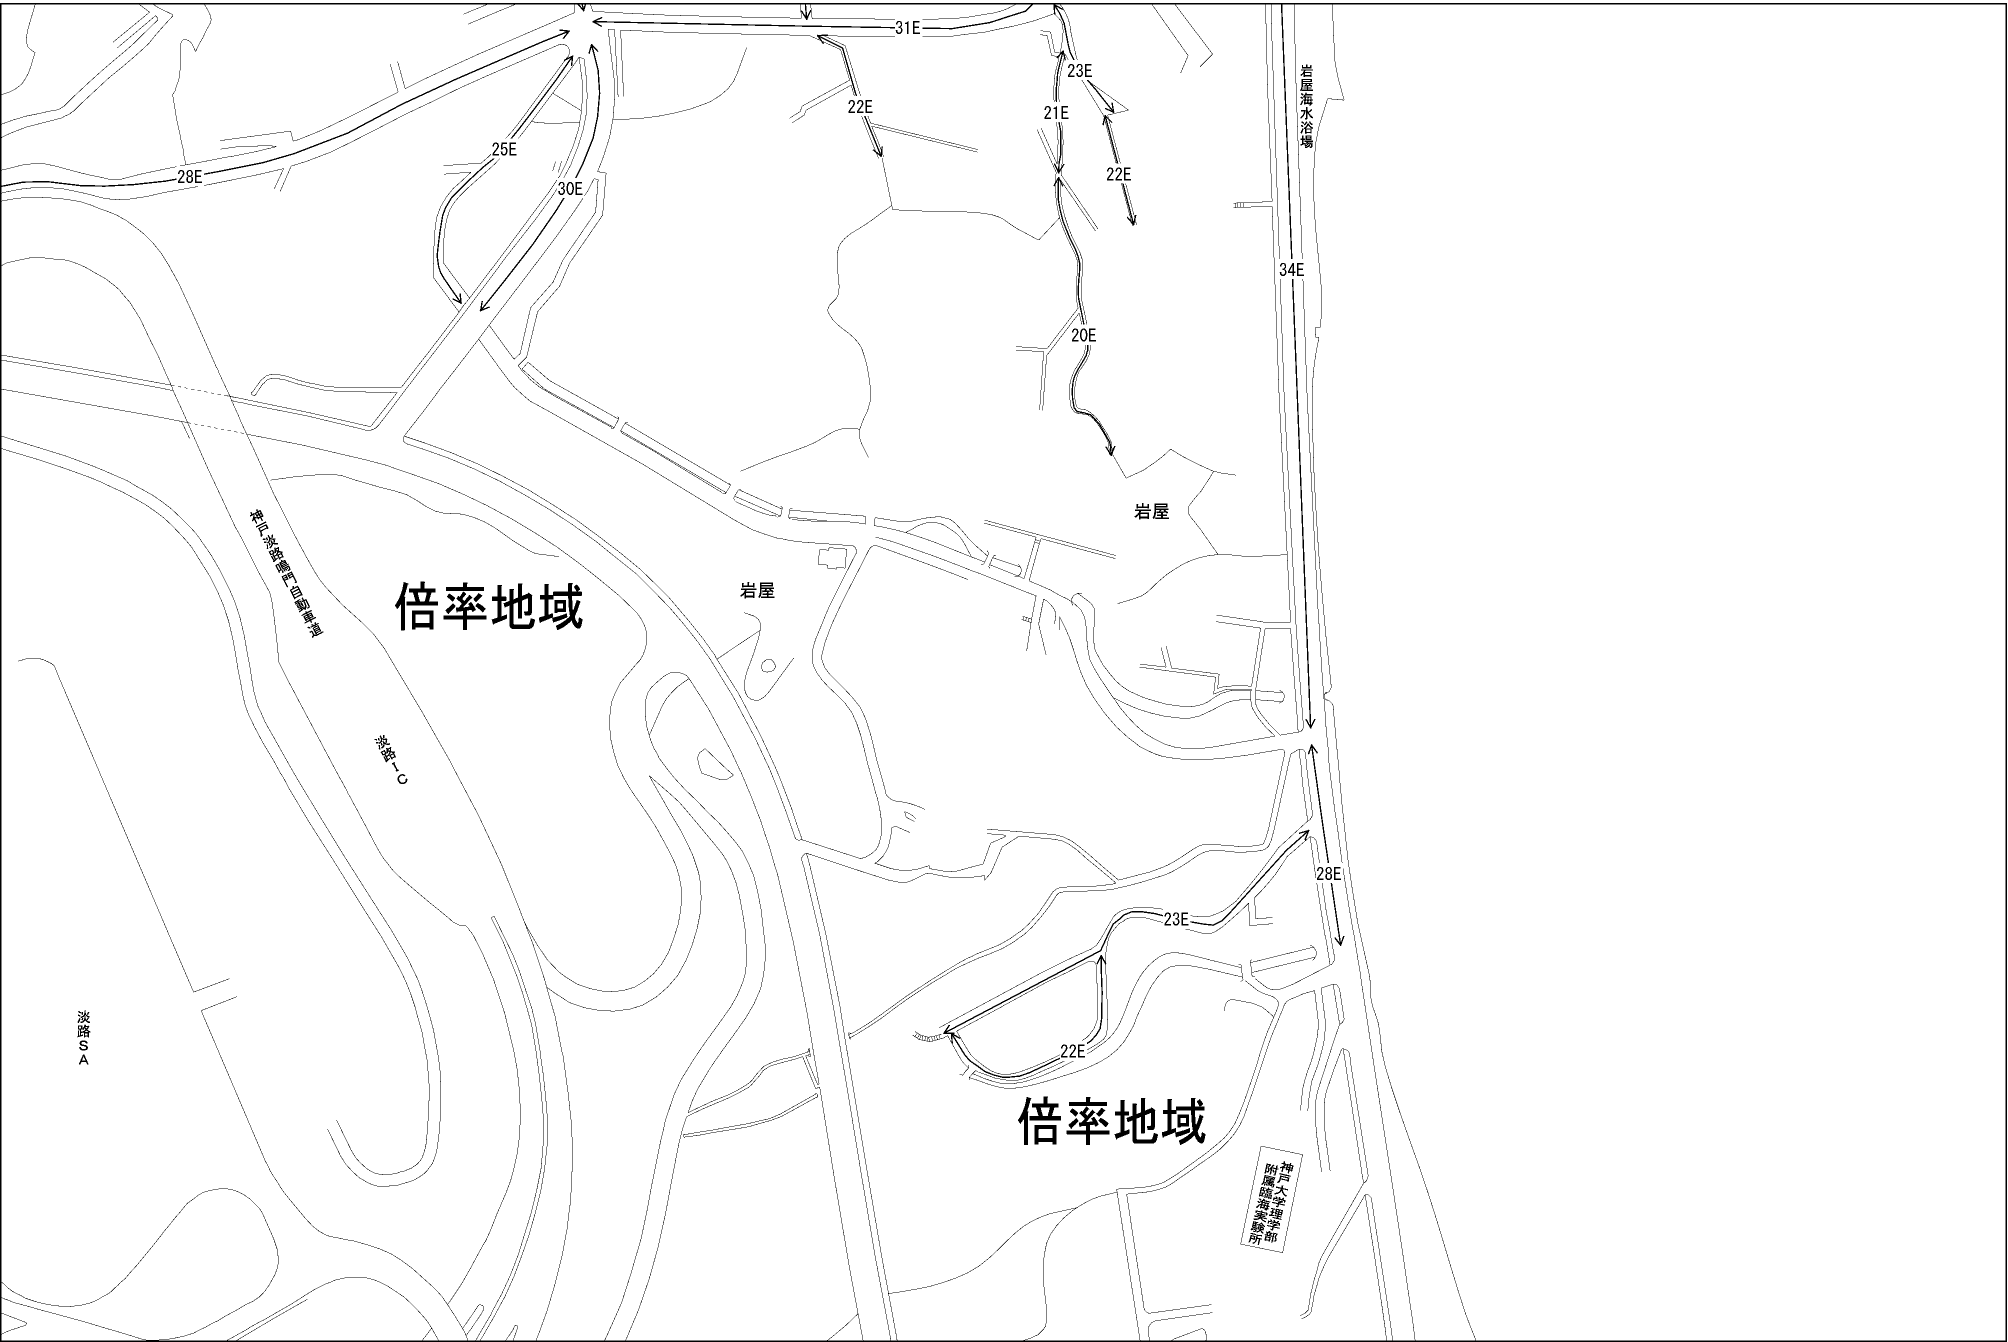 31E
23E
岩屋海水浴場
22E
21E
25E
28E
22E
30E
34E
20E
岩屋
神戸淡路鳴門自動車道
倍率地域
岩屋
淡路IC
28E
23E
淡路SA
22E
倍率地域
神戸大学理学部
附属臨海実験所